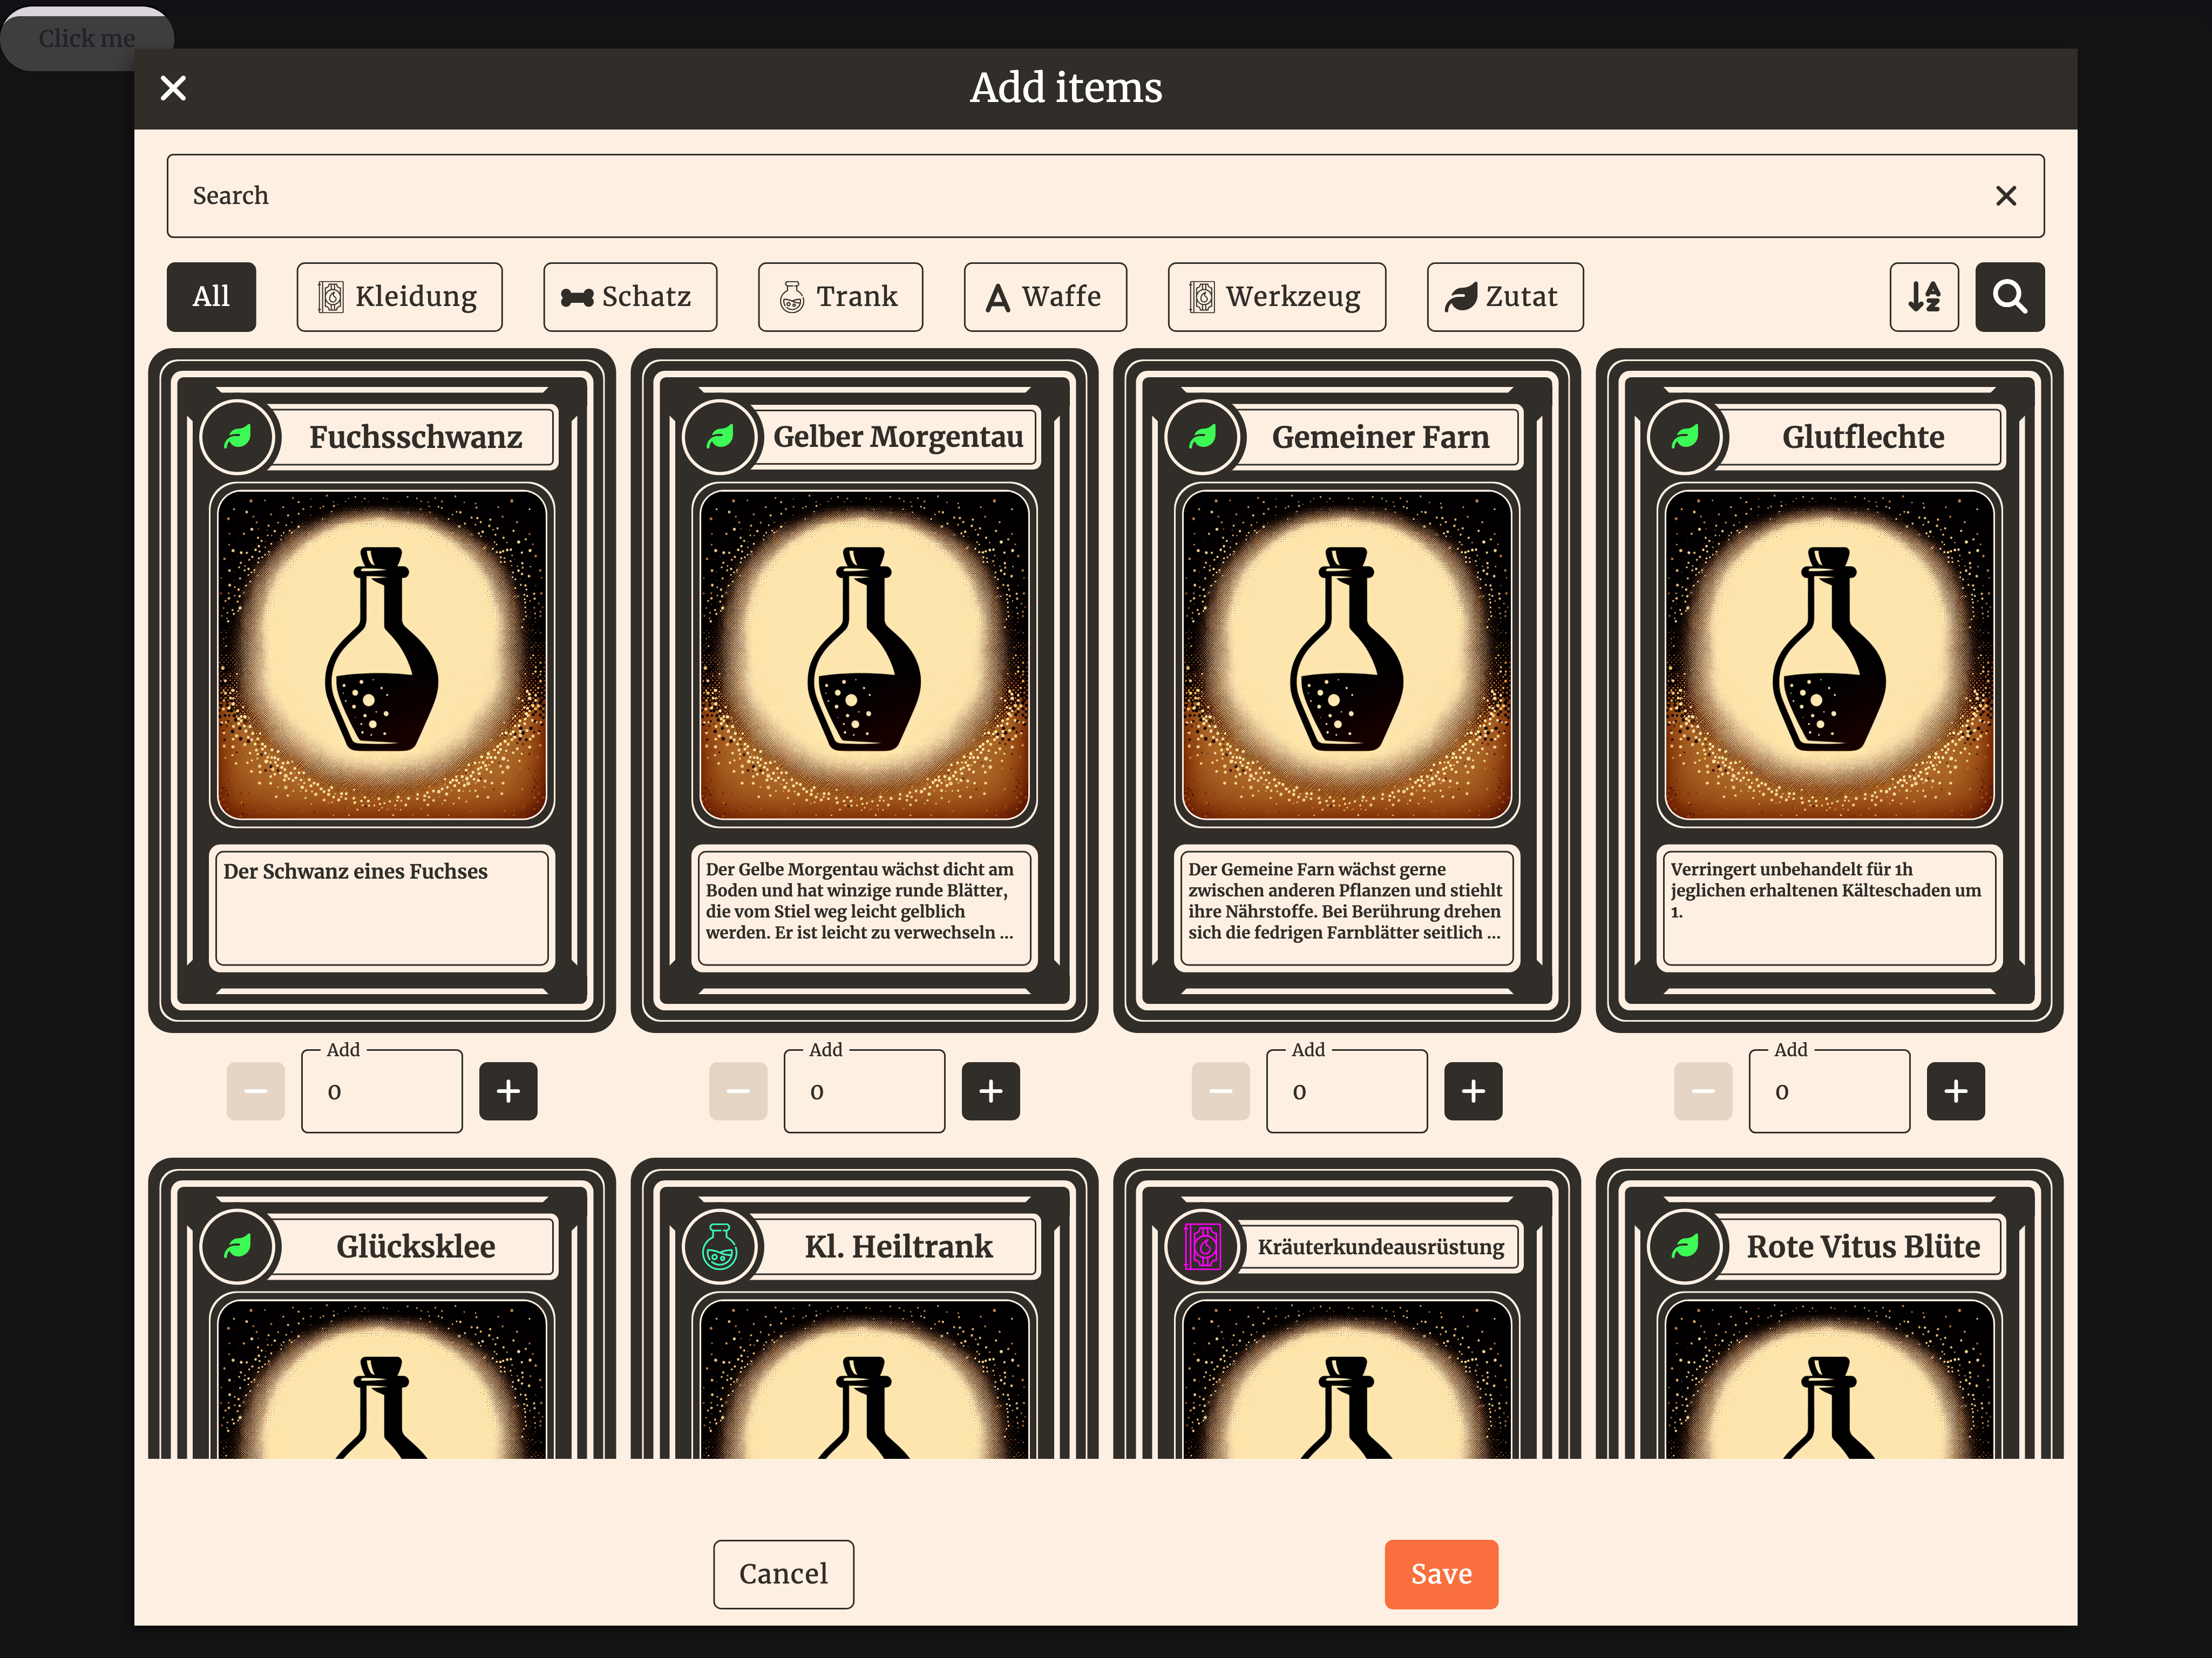 Click me
Add items
Search
All
Kleidung
Schatz
Trank
Waffe
Werkzeug
Zutat
Fuchsschwanz
Gelber Morgentau
Gemeiner Farn
Glutflechte
Der Schwanz eines Fuchses
Der Gelbe Morgentau wächst dicht am
Boden und hat winzige runde Blätter,
die vom Stiel weg leicht gelblich
werden. Er ist leicht zu verwechseln ...
Der Gemeine Farn wächst gerne
zwischen anderen Pflanzen und stiehlt
ihre Nährstoffe. Bei Berührung drehen
sich die fedrigen Farnblätter seitlich ...
Verringert unbehandelt für 1h
jeglichen erhaltenen Kälteschaden um
1.
Add
0
Add
0
Add
0
Add
0
Glücksklee
Kl. Heiltrank
Kräuterkundeausrüstung
Rote Vitus Blüte
Cancel
Save